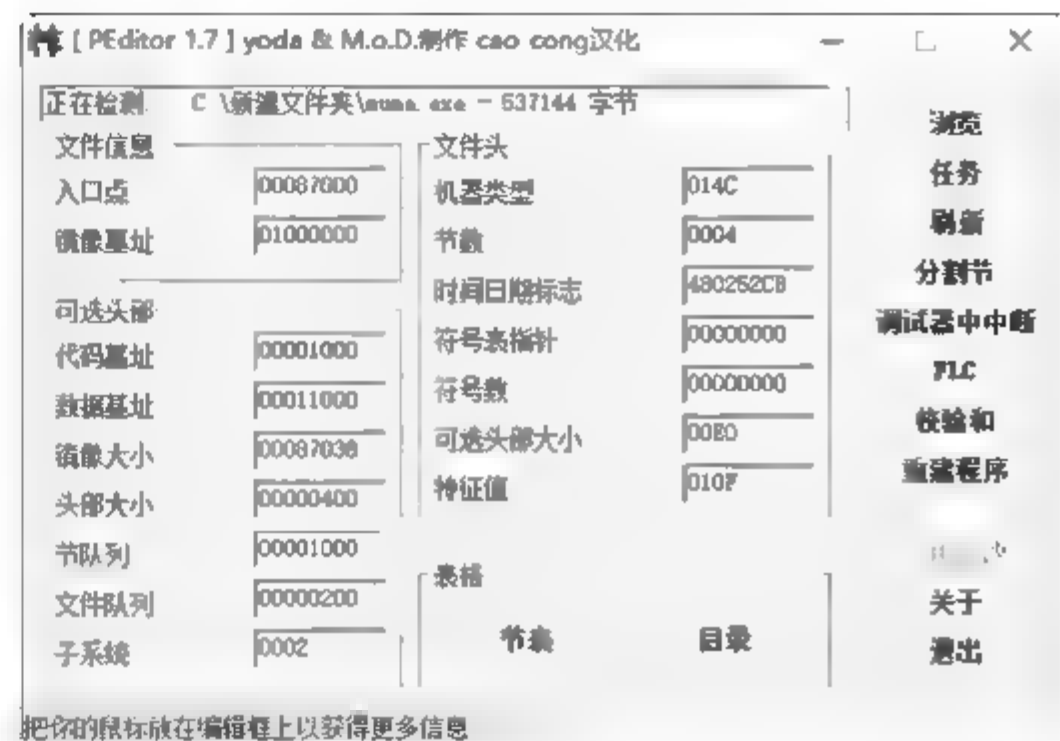 [ PEditor 1.7 ] yoda & M.o.D.制作 cao cong汉化
正在检测 C \新建文件夹\muma exe - 537144 字节
文件信息
入口点 00087000
镜像基址 01000000
可选头部
代码基址 00001000
数据基址 00011000
镜像大小 00087038
头部大小 00000400
节队列 00001000
文件队列 00000200
子系统 0002
文件头
机器类型 014C
节数 0004
时间日期标志 480252CB
符号表指针 00000000
符号数 00000000
可选头部大小 00E0
特征值 010F
表格
节表 目录
浏览
任务
刷新
分割节
调试器中中断
FLC
校验和
重建程序
关于
退出
把你的鼠标放在编辑框上以获得更多信息